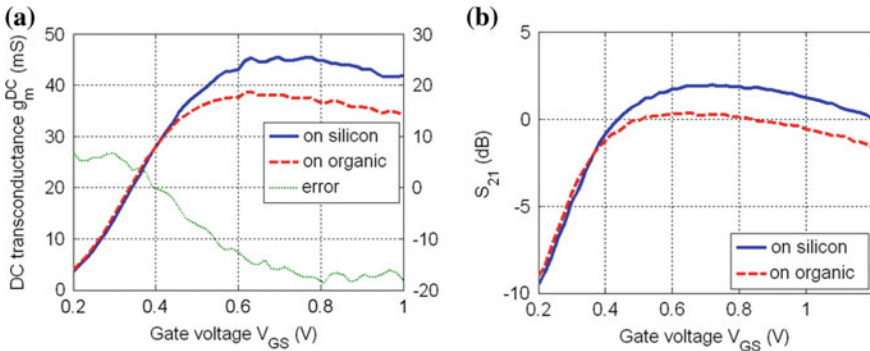 (a)
DC transconductance g_m^DC (mS)
50
40
30
20
10
0
30
20
10
0
-10
-20
on silicon
on organic
error
0.2
0.4
0.6
0.8
1
Gate voltage V_GS (V)
(b)
S_21 (dB)
5
0
-5
-10
on silicon
on organic
0.2
0.4
0.6
0.8
1
Gate voltage V_GS (V)